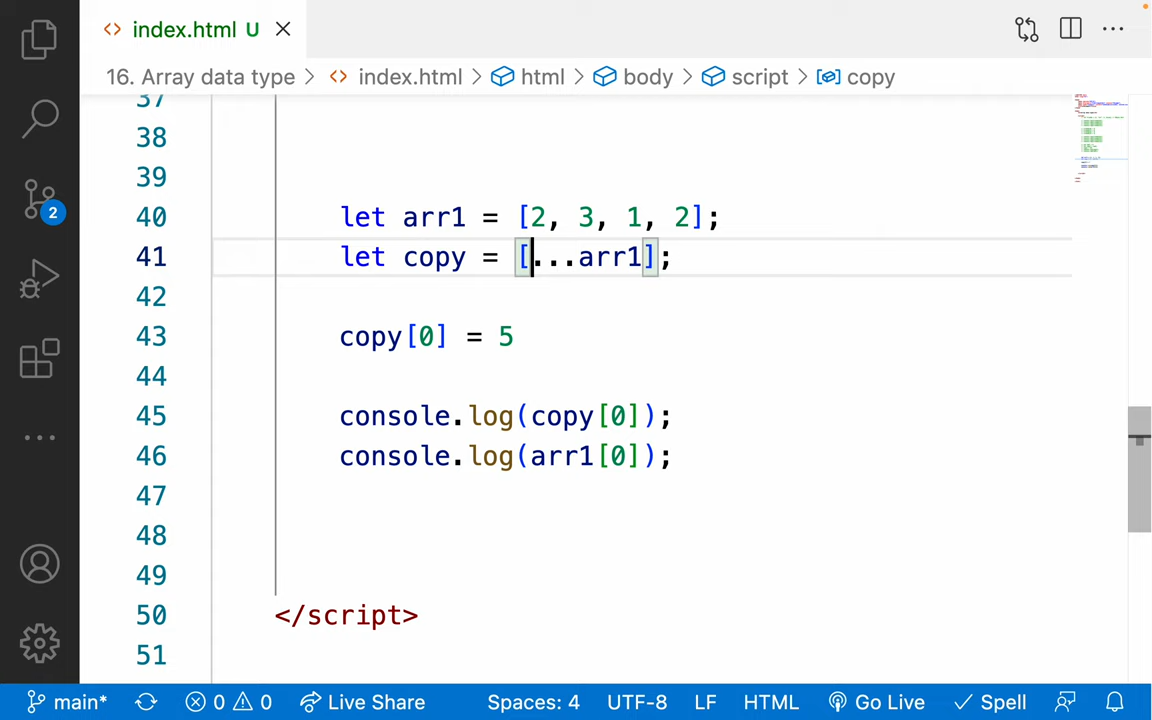 index.html U
16. Array data type > index.html > html > body > script > copy
37
38
39
40 let arr1 = [2, 3, 1, 2];
41 let copy = [...arr1];
42
43 copy[0] = 5
44
45 console.log(copy[0]);
46 console.log(arr1[0]);
47
48
49
50 </script>
51
2
main* 0 0 Live Share Spaces: 4 UTF-8 LF HTML Go Live Spell